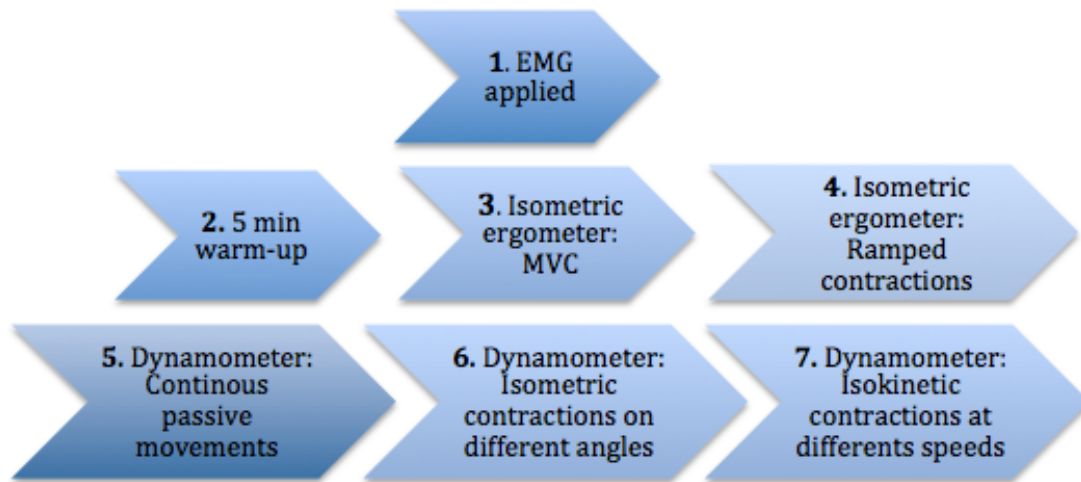 1. EMG
applied
2. 5 min
warm-up
3. Isometric
ergometer:
MVC
4. Isometric
ergometer:
Ramped
contractions
5. Dynamometer:
Continous
passive
movements
6. Dynamometer:
Isometric
contractions on
different angles
7. Dynamometer:
Isokinetic
contractions at
differents speeds